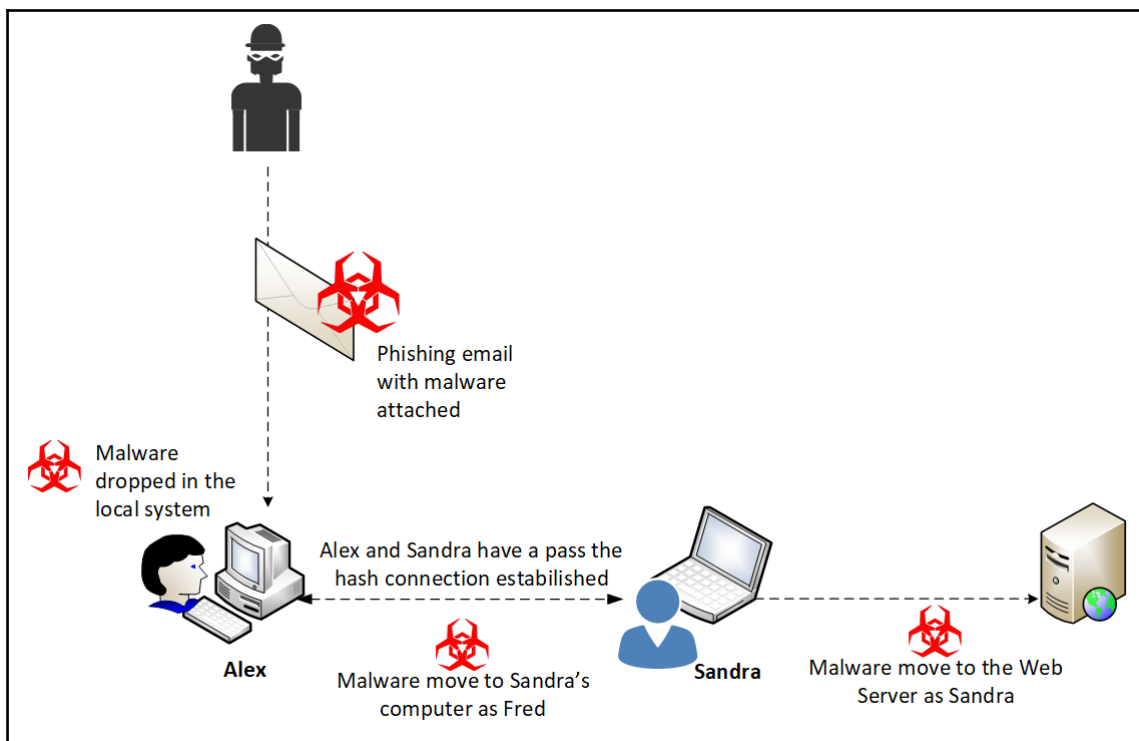 Phishing email
with malware
attached
Malware
dropped in the
local system
Alex and Sandra have a pass the
hash connection estabilished
Alex
Malware move to Sandra's
computer as Fred
Sandra
Malware move to the Web
Server as Sandra